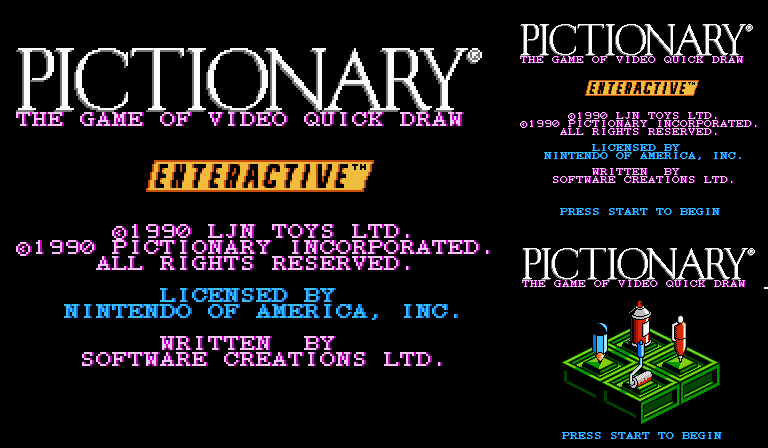 PICTIONARY®
THE GAME OF VIDEO QUICK DRAW
ENTERACTIVE™
©1990 LJN TOYS LTD.
©1990 PICTIONARY INCORPORATED.
ALL RIGHTS RESERVED.
LICENSED BY
NINTENDO OF AMERICA, INC.
WRITTEN BY
SOFTWARE CREATIONS LTD.
PICTIONARY®
THE GAME OF VIDEO QUICK DRAW
ENTERACTIVE™
©1990 LJN TOYS LTD.
©1990 PICTIONARY INCORPORATED.
ALL RIGHTS RESERVED.
LICENSED BY
NINTENDO OF AMERICA, INC.
WRITTEN BY
SOFTWARE CREATIONS LTD.
PRESS START TO BEGIN
PICTIONARY®
THE GAME OF VIDEO QUICK DRAW
PRESS START TO BEGIN